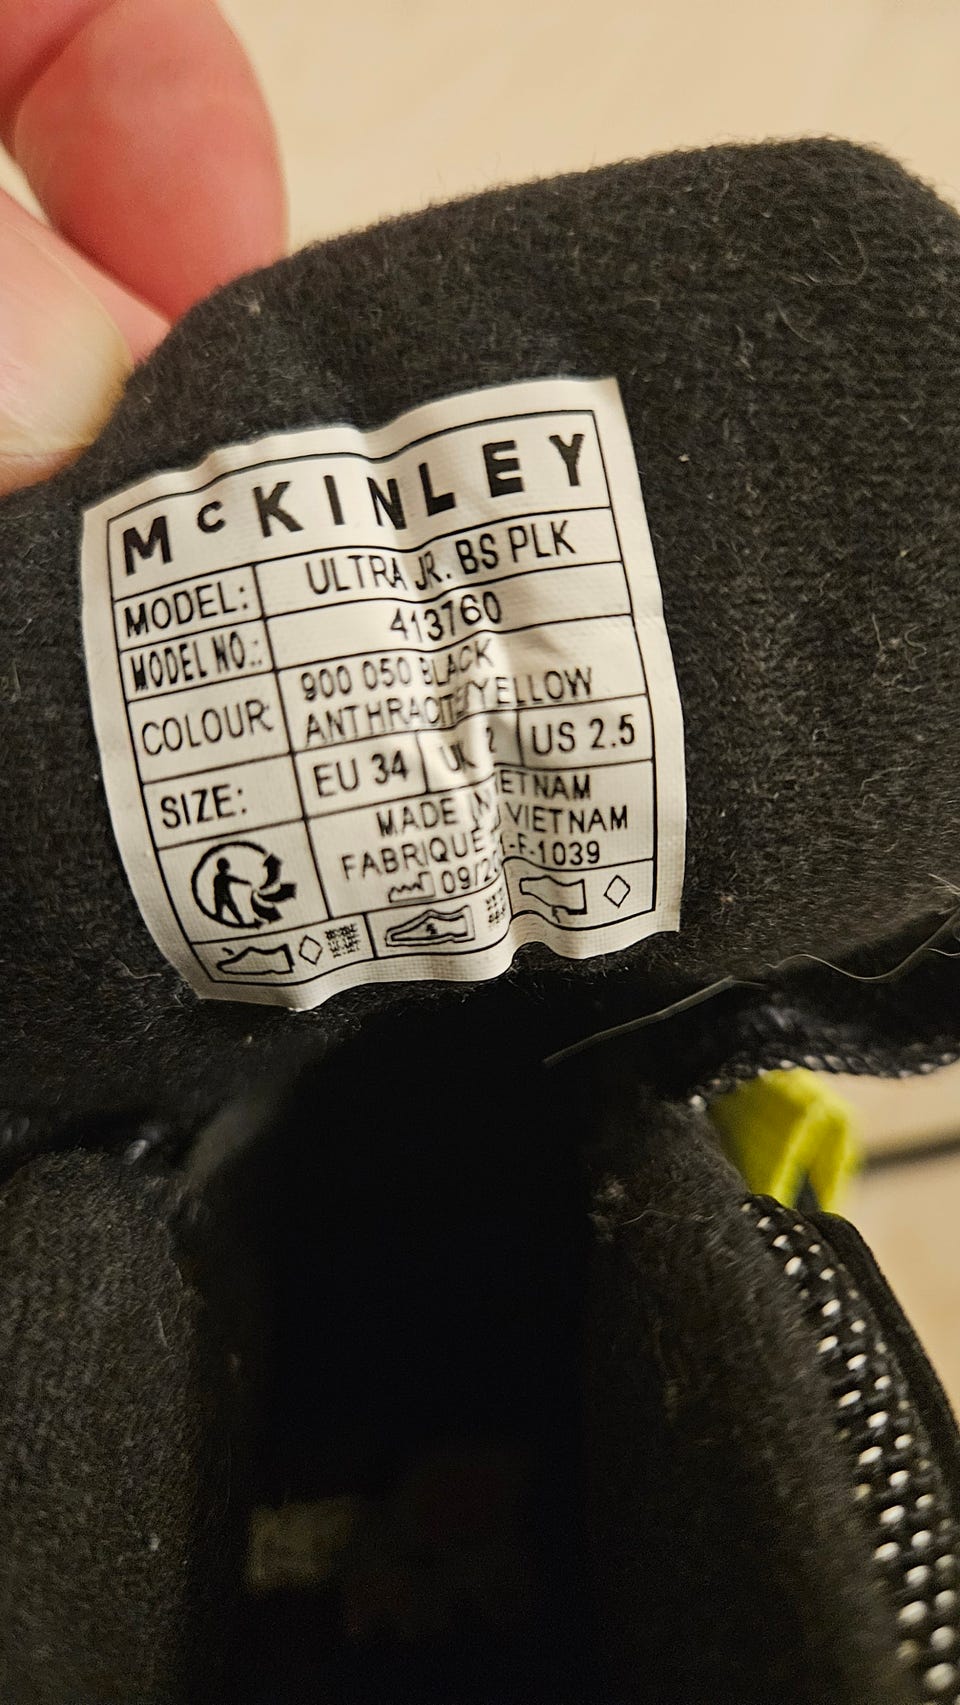 McKINLEY
MODEL: ULTRA JR. BS PLK
MODEL NO.: 413760
COLOUR: 900 050 BLACK
ANTHRACITE/YELLOW
SIZE: EU 34 UK 2 US 2.5
MADE IN VIETNAM
FABRIQUÉ VIETNAM
-F-1039